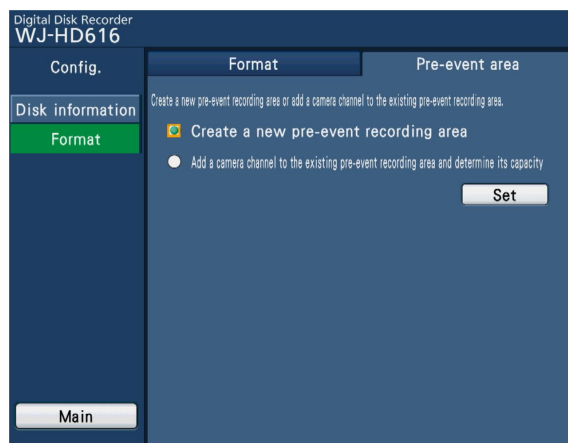 Digital Disk Recorder
WJ-HD616
Config.
Format
Pre-event area
Disk information
Format
Create a new pre-event recording area or add a camera channel to the existing pre-event recording area.
Create a new pre-event recording area
Add a camera channel to the existing pre-event recording area and determine its capacity
Set
Main